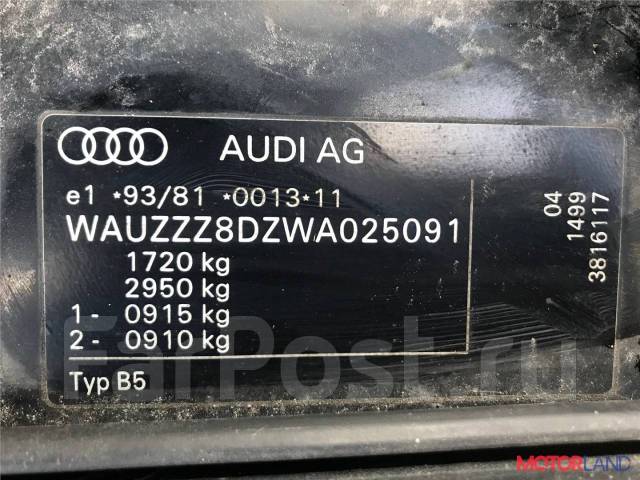 AUDI AG
e1 *93/81 *0013*11
WAUZZZ8DZWA025091
1720 kg
2950 kg
1 - 0915 kg
2 - 0910 kg
Typ B5
04
1499
3816117
FarPost.ru
MOTORLAND